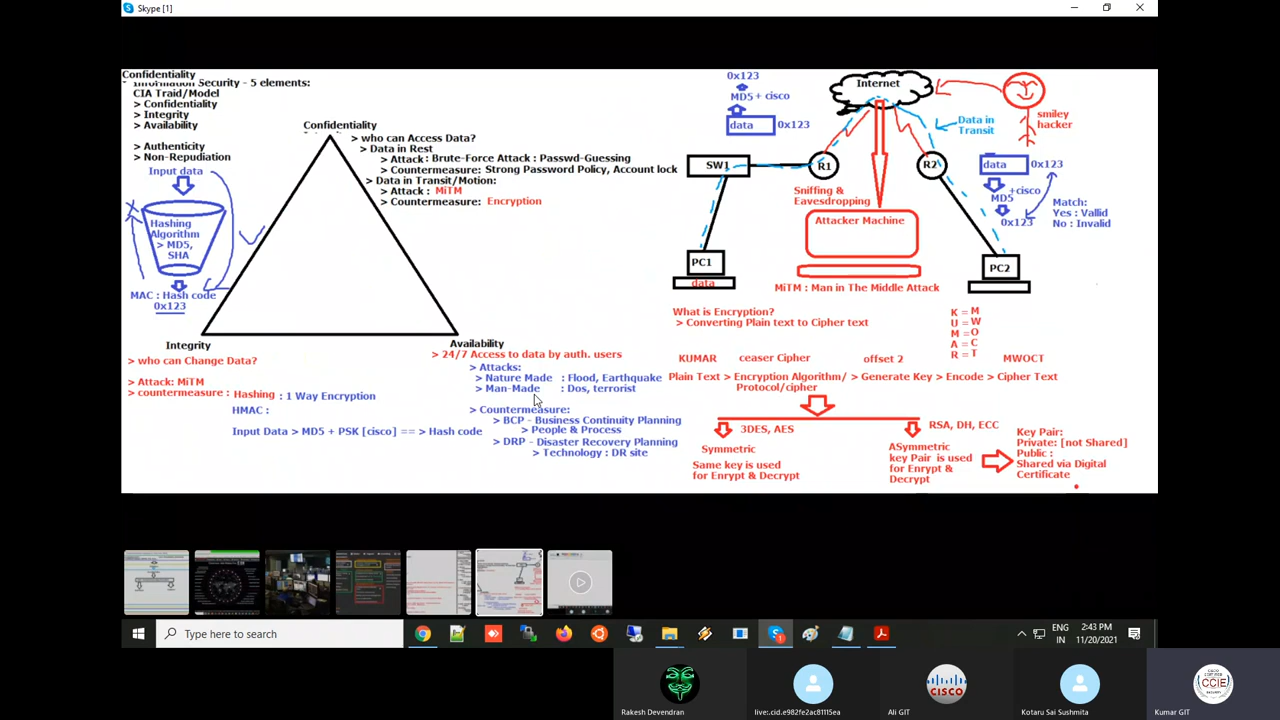 Skype [1]
Confidentiality
Information Security - 5 elements:
CIA Traid/Model
> Confidentiality
> Integrity
> Availability
> Authenticity
> Non-Repudiation
Input data
Hashing
Algorithm
> MD5,
SHA
MAC : Hash code
0x123
Confidentiality
> who can Access Data?
> Data in Rest
> Attack : Brute-Force Attack : Passwd-Guessing
> Countermeasure: Strong Password Policy, Account lock
> Data in Transit/Motion:
> Attack : MiTM
> Countermeasure: Encryption
Integrity
> who can Change Data?
> Attack: MiTM
> countermeasure : Hashing : 1 Way Encryption
HMAC :
Input Data > MD5 + PSK [cisco] == > Hash code
Availability
> 24/7 Access to data by auth. users
> Attacks:
> Nature Made : Flood, Earthquake
> Man-Made : Dos, terrorist
> Countermeasure:
> BCP - Business Continuity Planning
> People & Process
> DRP - Disaster Recovery Planning
> Technology : DR site
0x123
MD5 + cisco
data 0x123
Internet
smiley
hacker
Data in
Transit
SW1
R1
R2
data 0x123
+cisco
MD5
0x123
Match:
Yes : Vallid
No : Invalid
Sniffing &
Eavesdropping
Attacker Machine
PC1
data
PC2
MiTM : Man in The Middle Attack
What is Encryption?
> Converting Plain text to Cipher text
K = M
U = W
M = O
A = C
R = T
KUMAR ceaser Cipher offset 2 MWOCT
Plain Text > Encryption Algorithm/ > Generate Key > Encode > Cipher Text
Protocol/cipher
3DES, AES
Symmetric
Same key is used
for Enrypt & Decrypt
RSA, DH, ECC
ASymmetric
key Pair is used
for Enrypt &
Decrypt
Key Pair:
Private: [not Shared]
Public :
Shared via Digital
Certificate
Type here to search
ENG
IN
2:43 PM
11/20/2021
Rakesh Devendran
live:.cid.e982fe2ac81115ea
CISCO
Ali GIT
Kotaru Sai Sushmita
CISCO CERTIFIED
CCIE
SECURITY
Kumar GIT